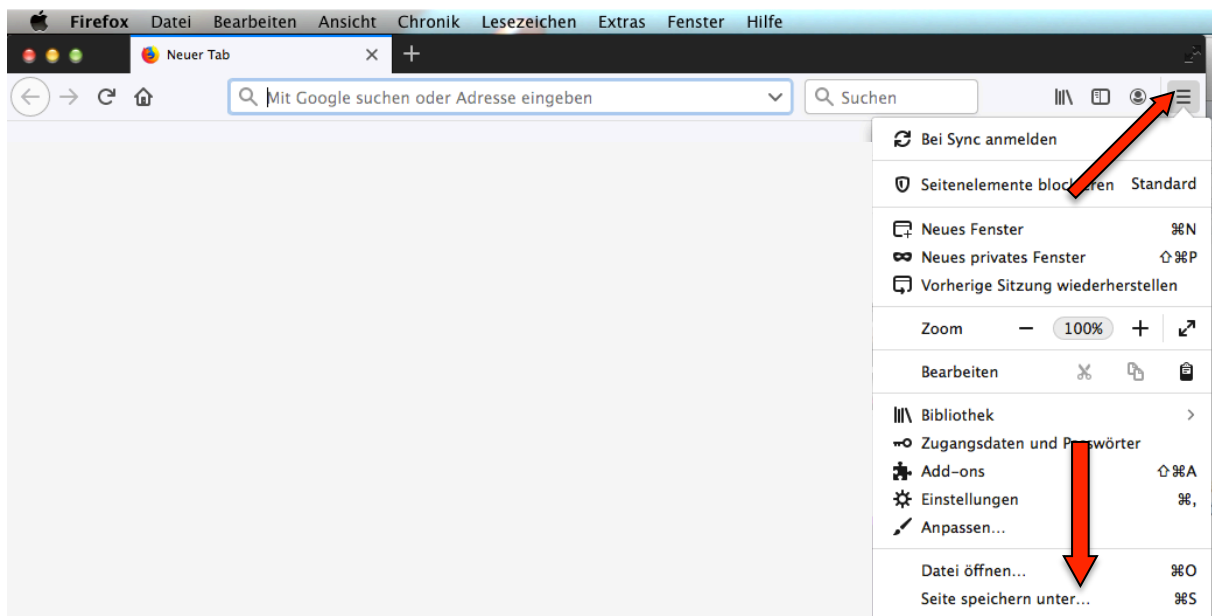 Firefox Datei Bearbeiten Ansicht Chronik Lesezeichen Extras Fenster Hilfe
Neuer Tab
Mit Google suchen oder Adresse eingeben
Suchen
Bei Sync anmelden
Seitenelemente blockieren Standard
Neues Fenster ⌘N
Neues privates Fenster ⇧⌘P
Vorherige Sitzung wiederherstellen
Zoom − 100% +
Bearbeiten
Bibliothek >
Zugangsdaten und Passwörter
Add-ons ⇧⌘A
Einstellungen ⌘,
Anpassen...
Datei öffnen... ⌘O
Seite speichern unter... ⌘S